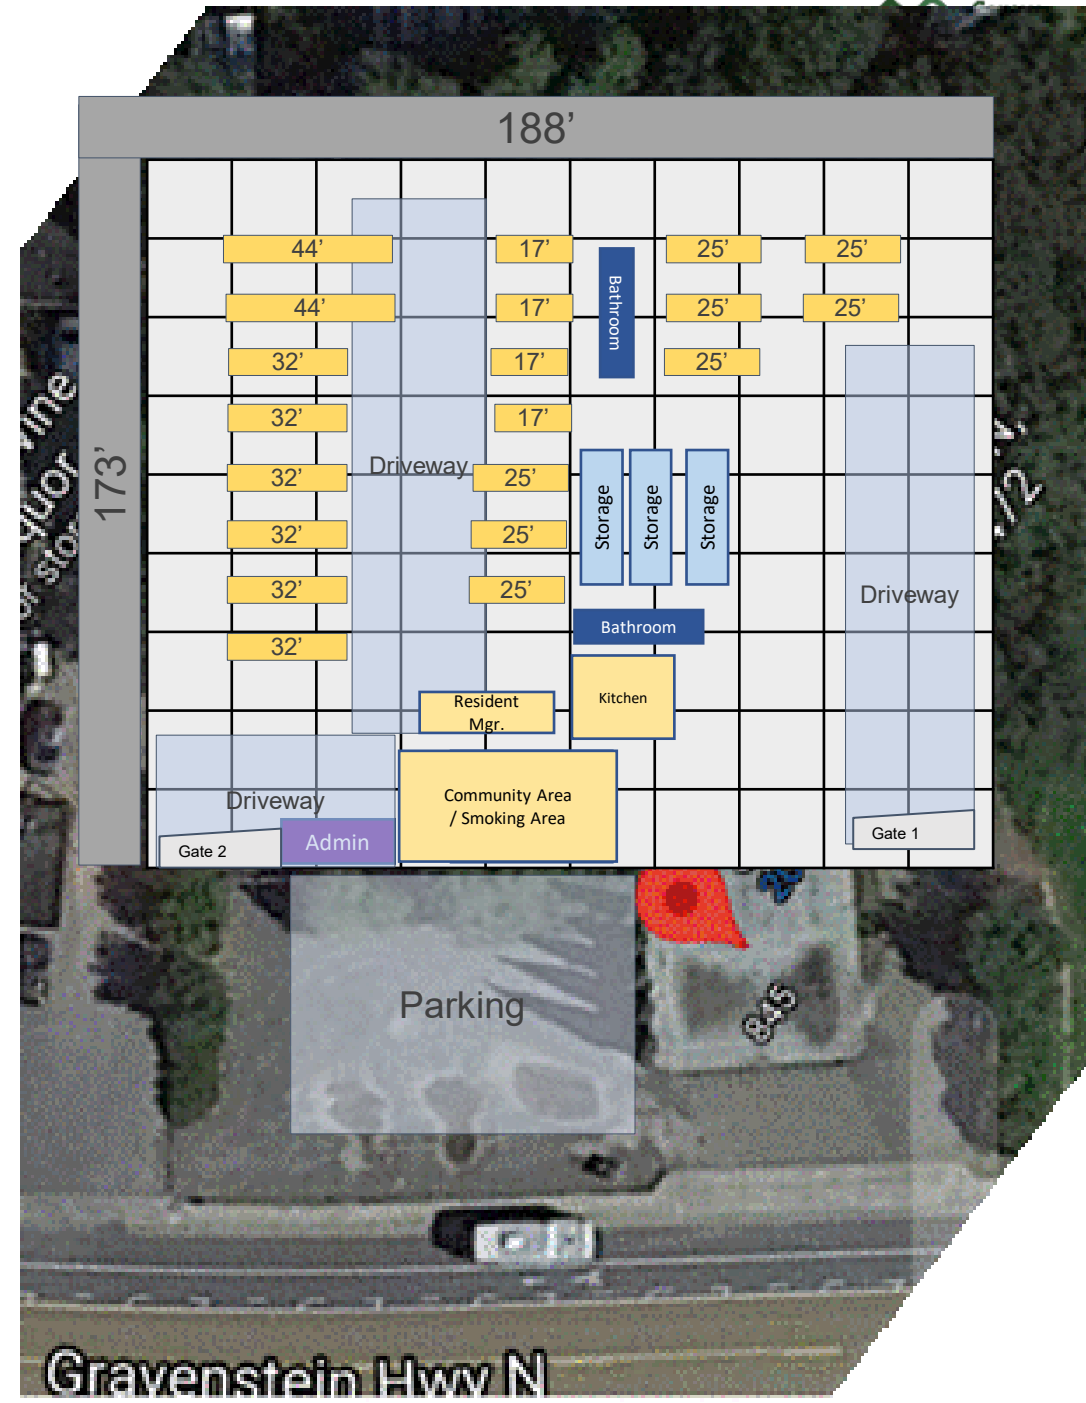 188’
173’
44’
17’
25’
25’
44’
17’
25’
25’
Bathroom
32’
17’
25’
32’
17’
Driveway
32’
25’
Storage
Storage
Storage
32’
25’
32’
25’
Driveway
32’
Bathroom
Resident
Mgr.
Kitchen
Driveway
Community Area
/ Smoking Area
Admin
Gate 2
Gate 1
Parking
845
Gravenstein Hwy N